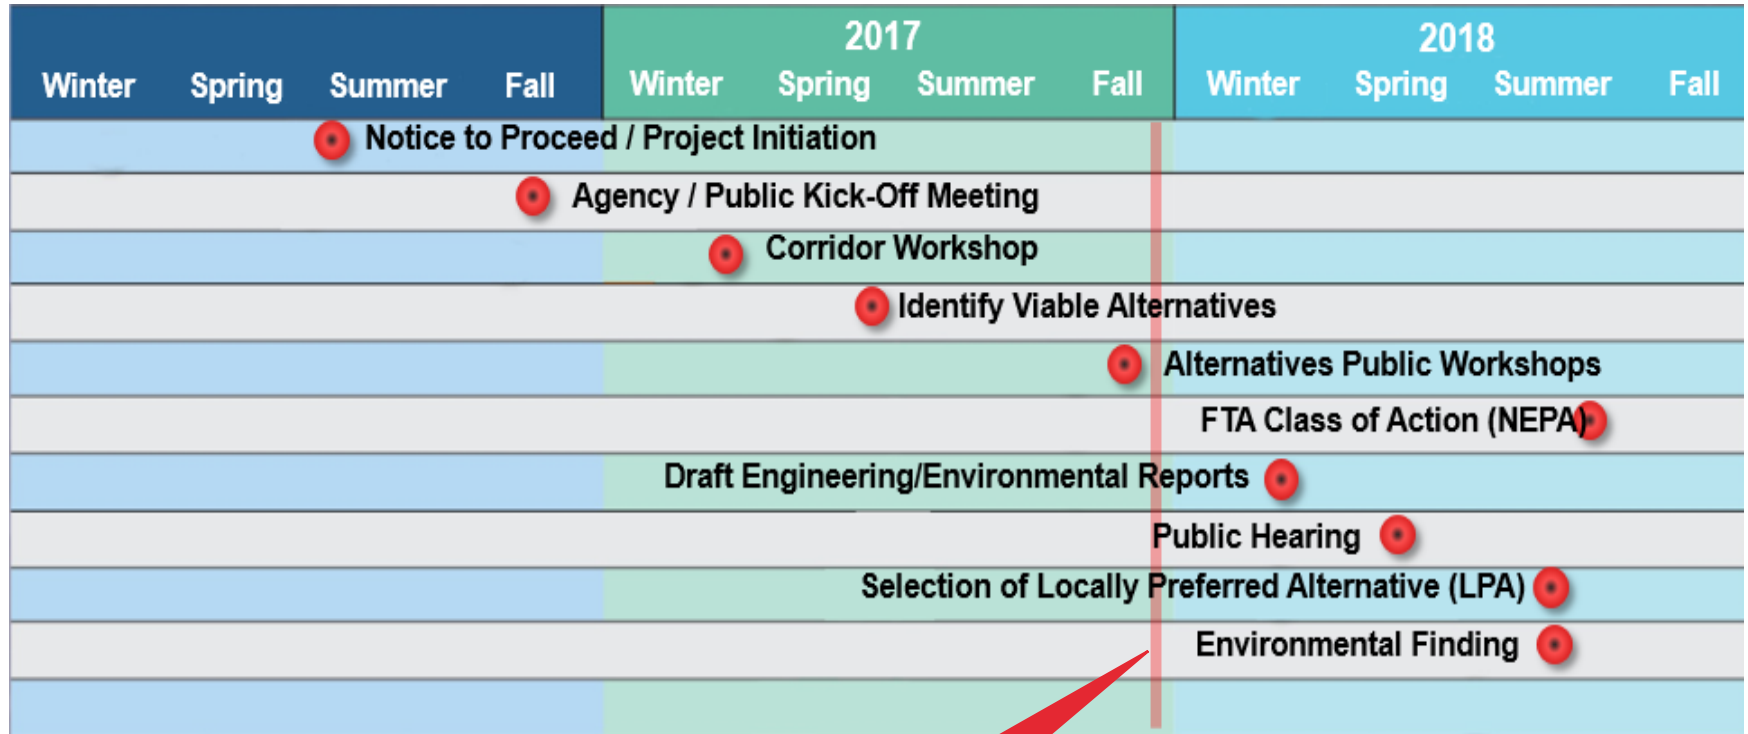 2017
2018
Winter Spring Summer Fall Winter Spring Summer Fall Winter Spring Summer Fall
Notice to Proceed / Project Initiation
Agency / Public Kick-Off Meeting
Corridor Workshop
Identify Viable Alternatives
Alternatives Public Workshops
FTA Class of Action (NEPA)
Draft Engineering/Environmental Reports
Public Hearing
Selection of Locally Preferred Alternative (LPA)
Environmental Finding